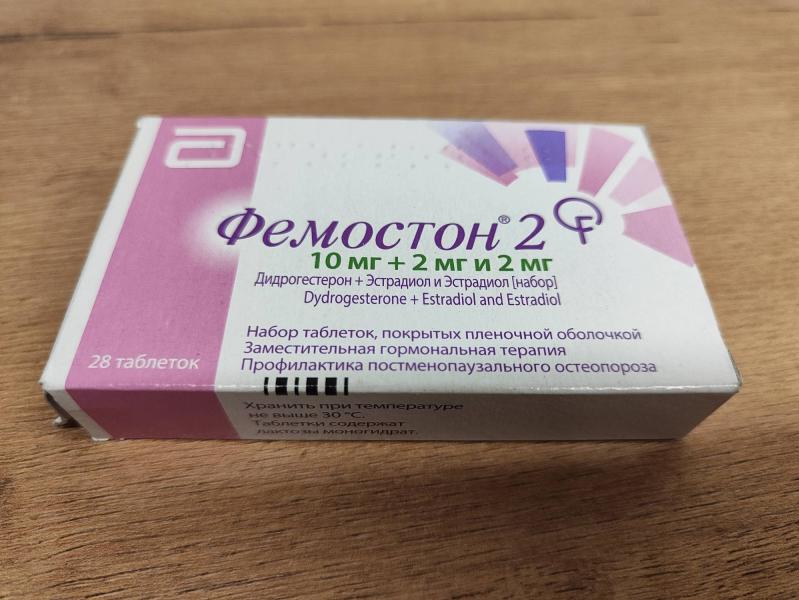 Фемостон® 2
10 мг + 2 мг и 2 мг
Дидрогестерон + Эстрадиол и Эстрадиол [набор]
Dydrogesterone + Estradiol and Estradiol
Набор таблеток, покрытых пленочной оболочкой
Заместительная гормональная терапия
Профилактика постменопаузального остеопороза
28 таблеток
Хранить при температуре
не выше 30 °C.
Таблетки содержат
лактозы моногидрат.